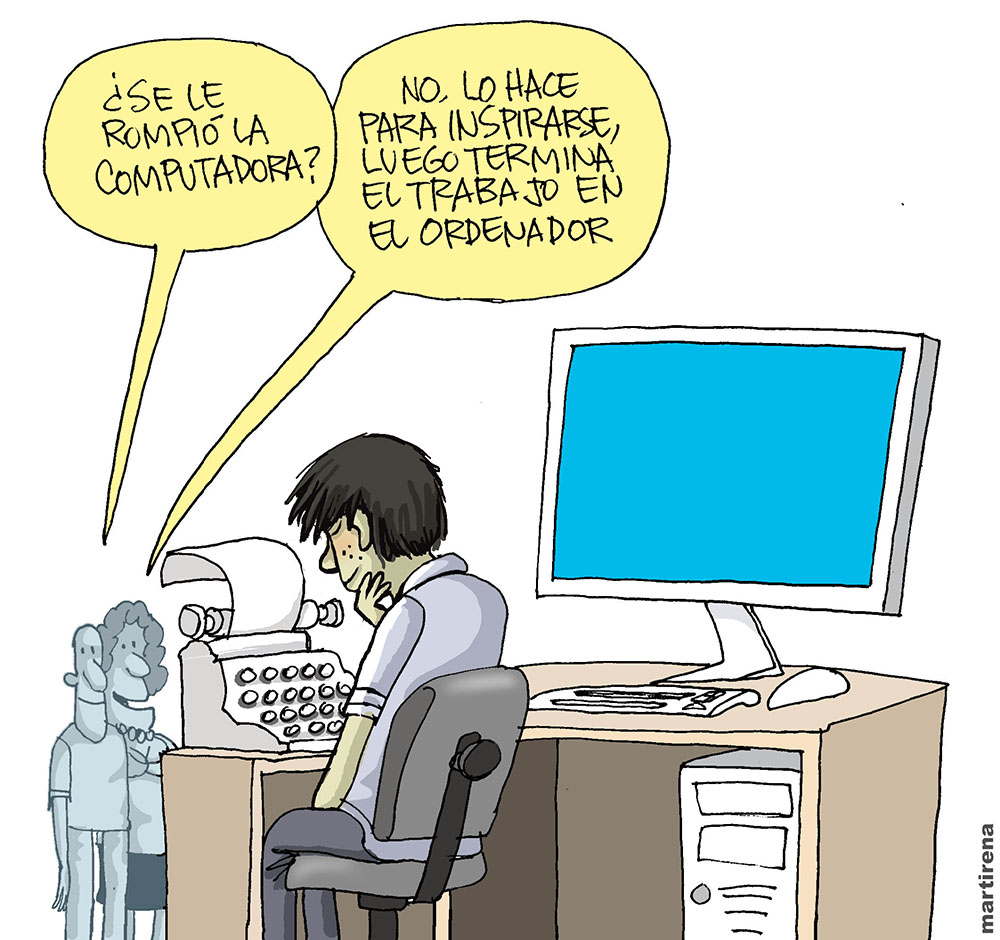 ¿SE LE
ROMPIÓ LA
COMPUTADORA?
NO, LO HACE
PARA INSPIRARSE,
LUEGO TERMINA
EL TRABAJO EN
EL ORDENADOR
martirena